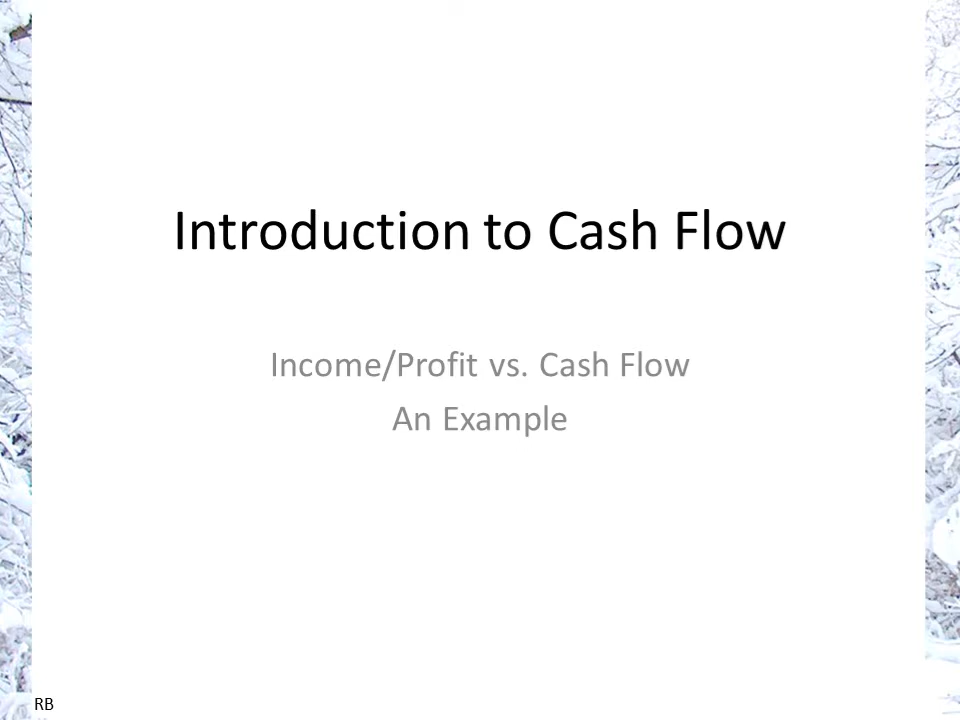 Introduction to Cash Flow
Income/Profit vs. Cash Flow
An Example
RB